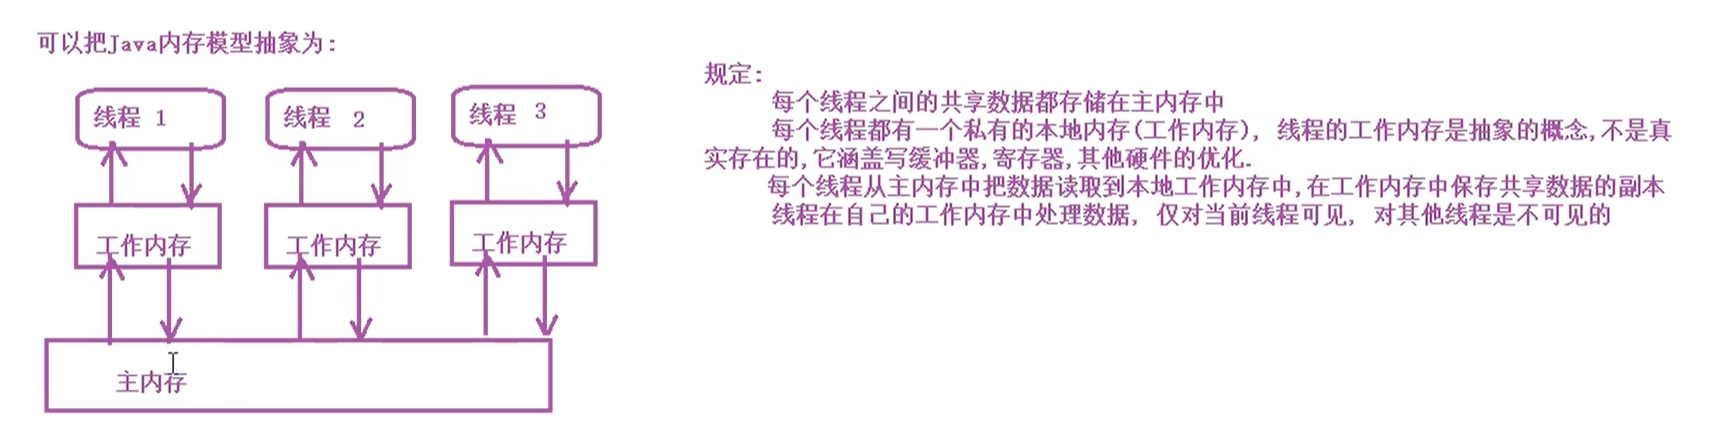 可以把Java内存模型抽象为:
线程 1
线程 2
线程 3
工作内存
工作内存
工作内存
主内存
规定:
每个线程之间的共享数据都存储在主内存中
每个线程都有一个私有的本地内存(工作内存), 线程的工作内存是抽象的概念,不是真
实存在的,它涵盖写缓冲器,寄存器,其他硬件的优化.
每个线程从主内存中把数据读取到本地工作内存中,在工作内存中保存共享数据的副本
线程在自己的工作内存中处理数据, 仅对当前线程可见, 对其他线程是不可见的